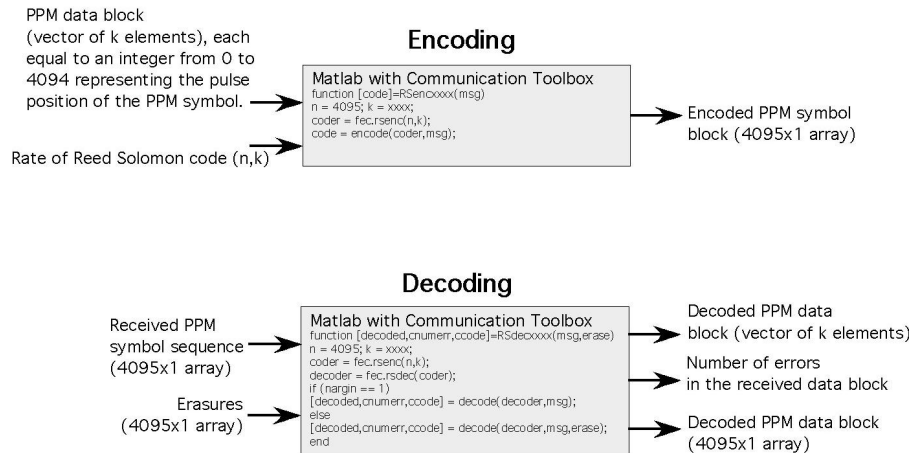 PPM data block
(vector of k elements), each
equal to an integer from 0 to
4094 representing the pulse
position of the PPM symbol.
Rate of Reed Solomon code (n,k)
Encoding
Matlab with Communication Toolbox
function [code]=RSencxxxx(msg)
n = 4095; k = xxxx;
coder = fec.rsenc(n,k);
code = encode(coder,msg);
Encoded PPM symbol
block (4095x1 array)
Decoding
Received PPM
symbol sequence
(4095x1 array)
Erasures
(4095x1 array)
Matlab with Communication Toolbox
function [decoded,cnumerr,ccode]=RSdecxxxx(msg,erase)
n = 4095; k = xxxx;
coder = fec.rsenc(n,k);
decoder = fec.rsdec(coder);
if (nargin == 1)
[decoded,cnumerr,ccode] = decode(decoder,msg);
else
[decoded,cnumerr,ccode] = decode(decoder,msg,erase);
end
Decoded PPM data
block (vector of k elements)
Number of errors
in the received data block
Decoded PPM data block
(4095x1 array)